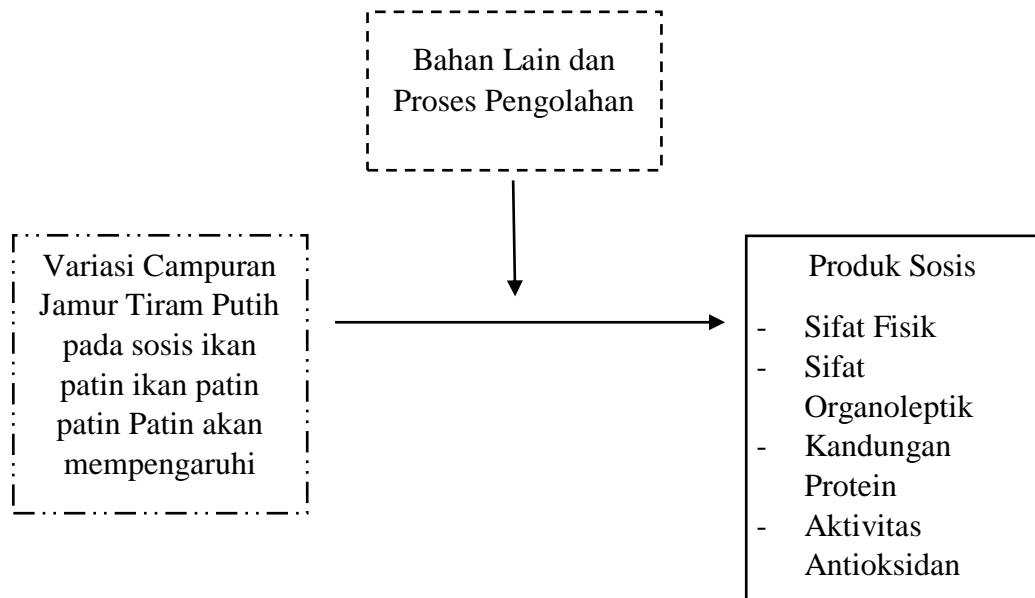 Bahan Lain dan
Proses Pengolahan
Variasi Campuran
Jamur Tiram Putih
pada sosis ikan
patin ikan patin
patin Patin akan
mempengaruhi
Produk Sosis
- Sifat Fisik
- Sifat
Organoleptik
- Kandungan
Protein
- Aktivitas
Antioksidan